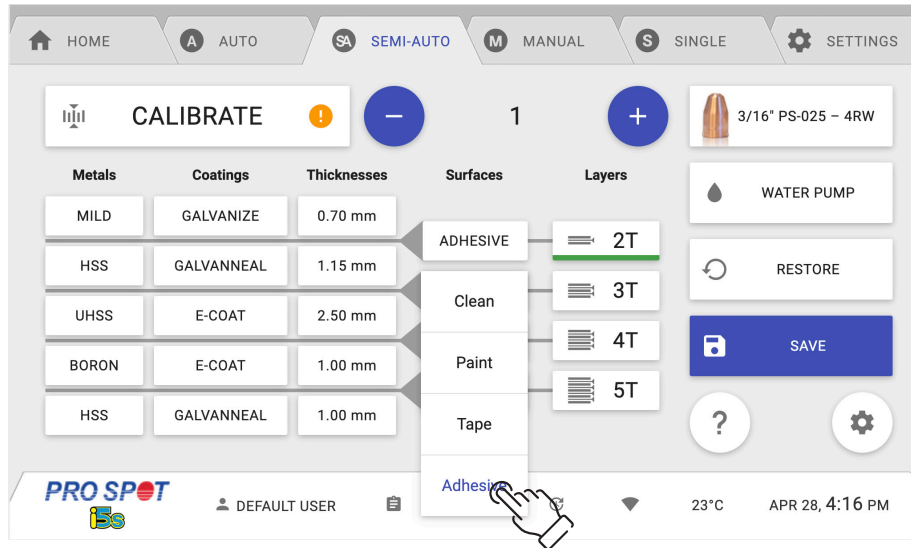 HOME
A AUTO
SA SEMI-AUTO
M MANUAL
S SINGLE
SETTINGS
CALIBRATE !
1
3/16" PS-025 – 4RW
Metals Coatings Thicknesses Surfaces Layers
MILD GALVANIZE 0.70 mm
ADHESIVE 2T
HSS GALVANNEAL 1.15 mm
Clean 3T
UHSS E-COAT 2.50 mm
4T
BORON E-COAT 1.00 mm
Paint
5T
HSS GALVANNEAL 1.00 mm
Tape
Adhesive
WATER PUMP
RESTORE
SAVE
?
PRO SPOT
i5s
DEFAULT USER
23°C
APR 28, 4:16 PM